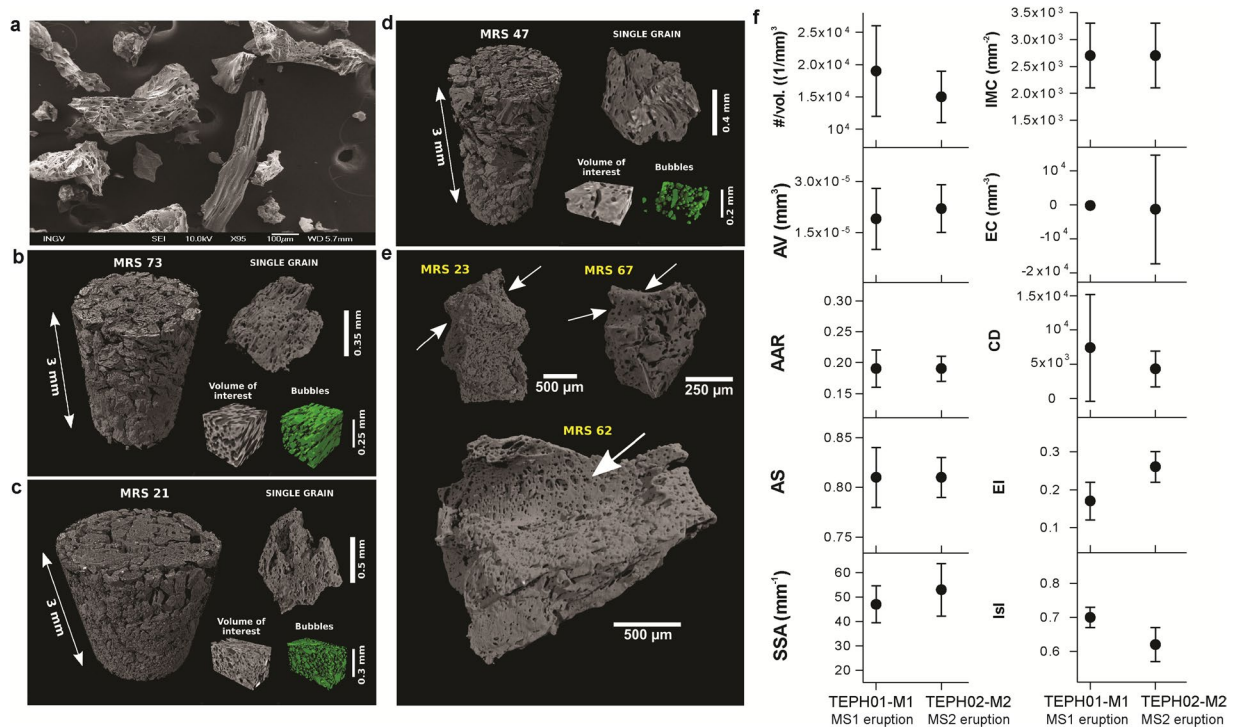 a
INGV SEI 10.0kV X95 100µm WD 5.7mm
b
MRS 73
SINGLE GRAIN
3 mm
0.35 mm
Volume of interest
Bubbles
0.25 mm
c
MRS 21
SINGLE GRAIN
3 mm
0.5 mm
Volume of interest
Bubbles
0.3 mm
d
MRS 47
SINGLE GRAIN
3 mm
0.4 mm
Volume of interest
Bubbles
0.2 mm
e
MRS 23
MRS 67
500 µm
250 µm
MRS 62
500 µm
f
#/vol. ((1/mm)³
2.5x10⁴
2.0x10⁴
1.5x10⁴
10⁴
AV (mm³)
3.0x10⁻⁵
1.5x10⁻⁵
AAR
0.30
0.25
0.20
0.15
AS
0.85
0.80
0.75
SSA (mm⁻¹)
60
50
40
30
20
TEPH01-M1
MS1 eruption
TEPH02-M2
MS2 eruption
IMC (mm⁻²)
3.5x10³
3.0x10³
2.5x10³
2.0x10³
1.5x10³
1.0x10³
EC (mm⁻³)
10⁴
0
-10⁴
-2 10⁴
CD
1.5x10⁴
10⁴
5x10³
0
EI
0.3
0.2
0.1
IsI
0.8
0.7
0.6
TEPH01-M1
MS1 eruption
TEPH02-M2
MS2 eruption